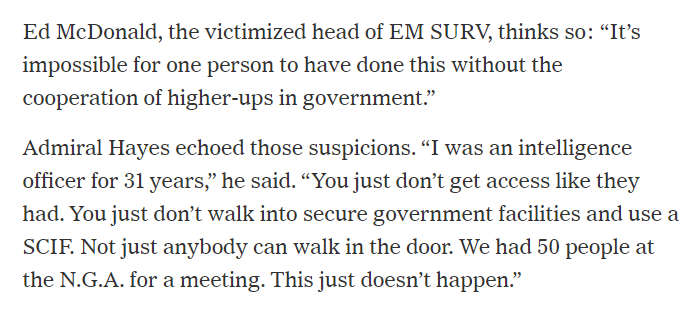 Ed McDonald, the victimized head of EM SURV, thinks so: “It’s
impossible for one person to have done this without the
cooperation of higher-ups in government.”
Admiral Hayes echoed those suspicions. “I was an intelligence
officer for 31 years,” he said. “You just don’t get access like they
had. You just don’t walk into secure government facilities and use a
SCIF. Not just anybody can walk in the door. We had 50 people at
the N.G.A. for a meeting. This just doesn’t happen.”